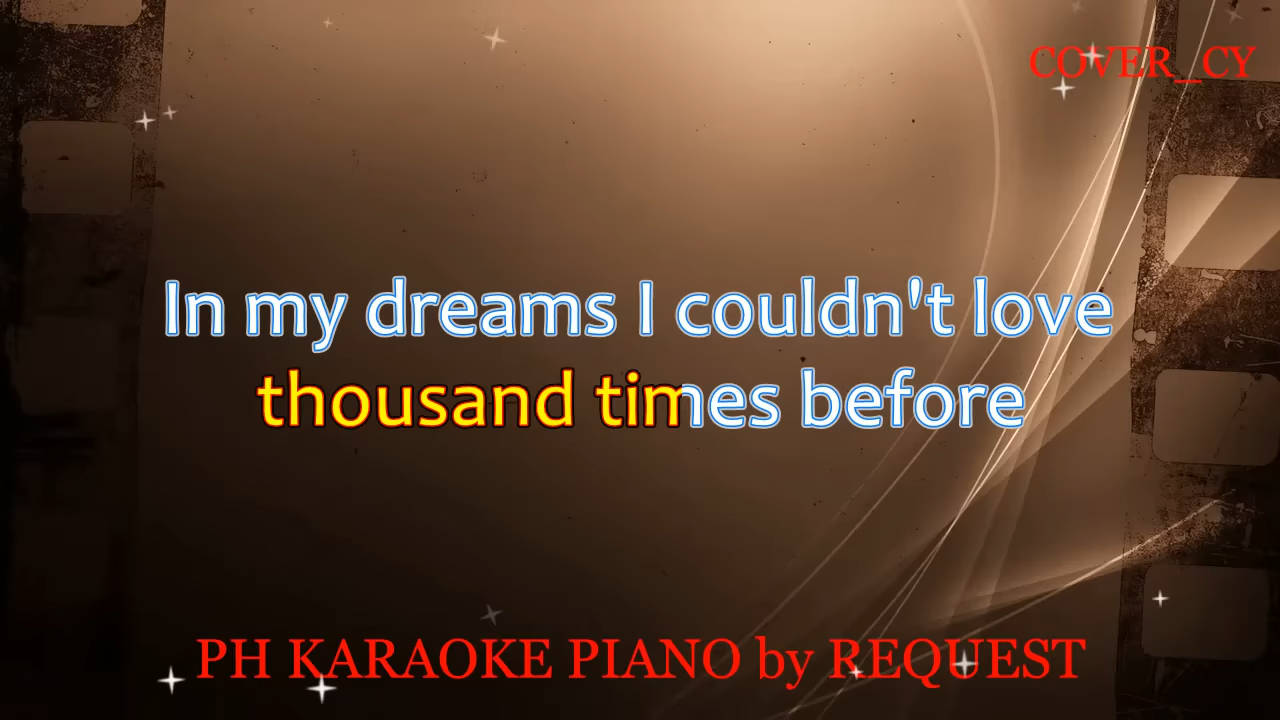 COVER_CY
In my dreams I couldn't love
thousand times before
PH KARAOKE PIANO by REQUEST